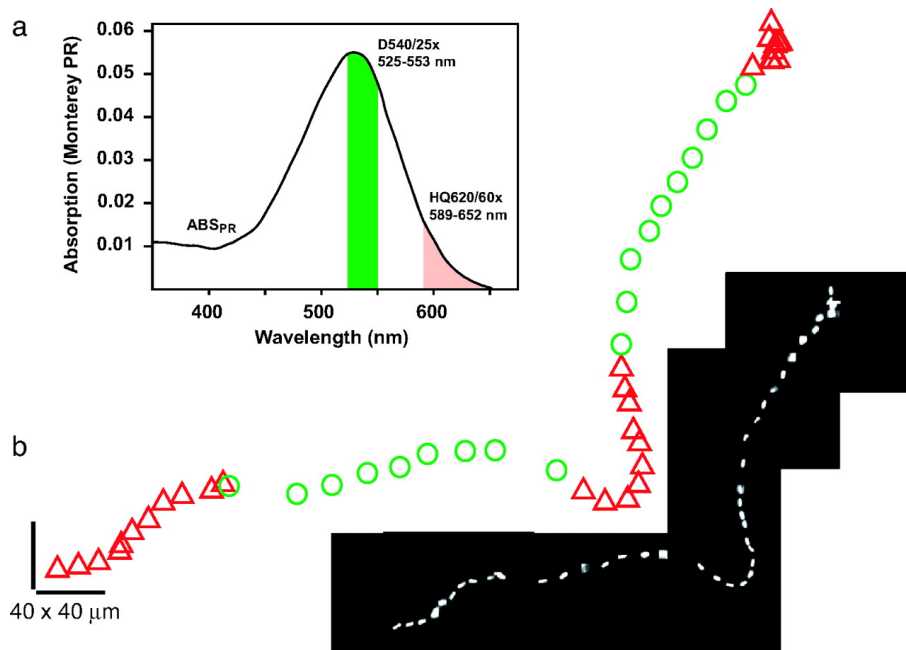 a
Absorption (Monterey PR)
0.06
0.05
0.04
0.03
0.02
0.01
D540/25x
525-553 nm
HQ620/60x
589-652 nm
ABSPR
400
500
600
Wavelength (nm)
b
40 x 40 μm